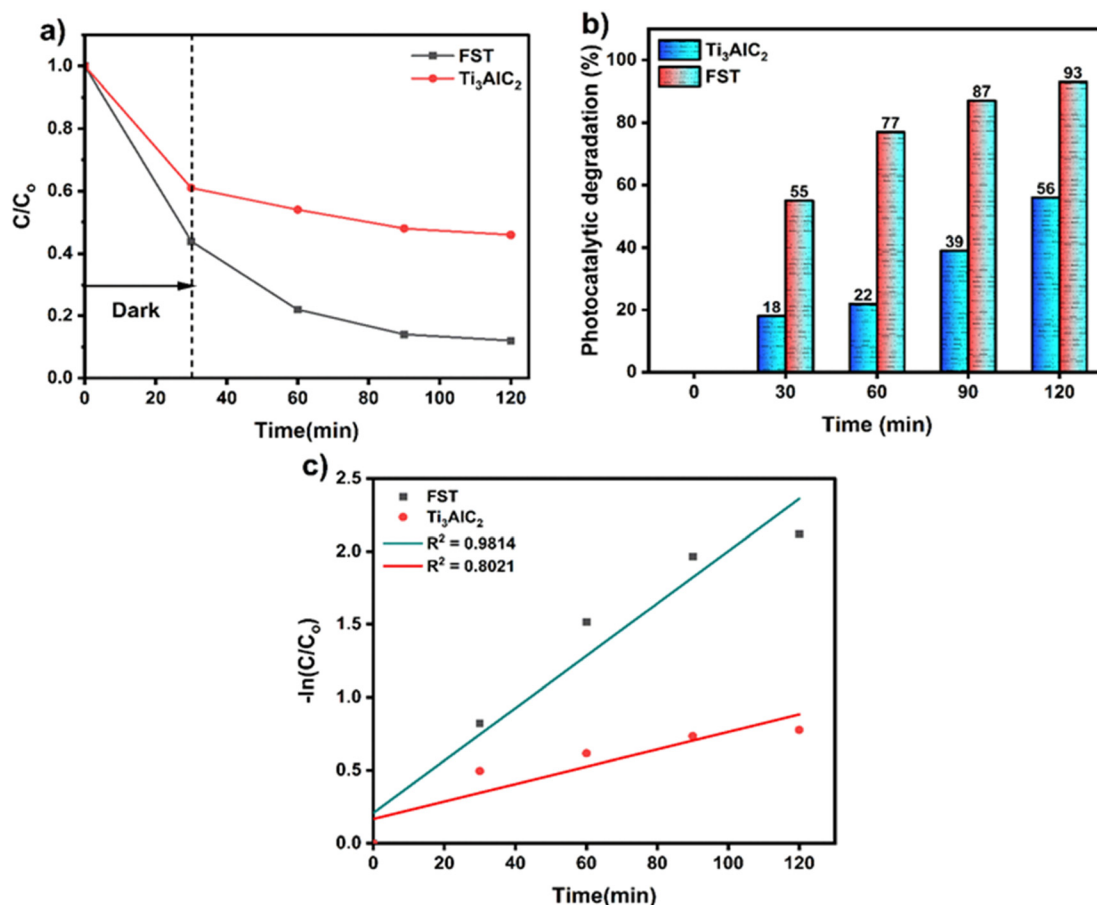 a)
FST
Ti₃AlC₂
C/Cₒ
1.0
0.8
0.6
0.4
0.2
0.0
Dark
0 20 40 60 80 100 120
Time(min)
b)
Ti₃AlC₂
FST
Photocatalytic degradation (%)
100
80
60
40
20
0
18 55 22 77 39 87 56 93
0 30 60 90 120
Time (min)
c)
FST
Ti₃AlC₂
R² = 0.9814
R² = 0.8021
-ln(C/Cₒ)
2.5
2.0
1.5
1.0
0.5
0.0
0 20 40 60 80 100 120
Time(min)